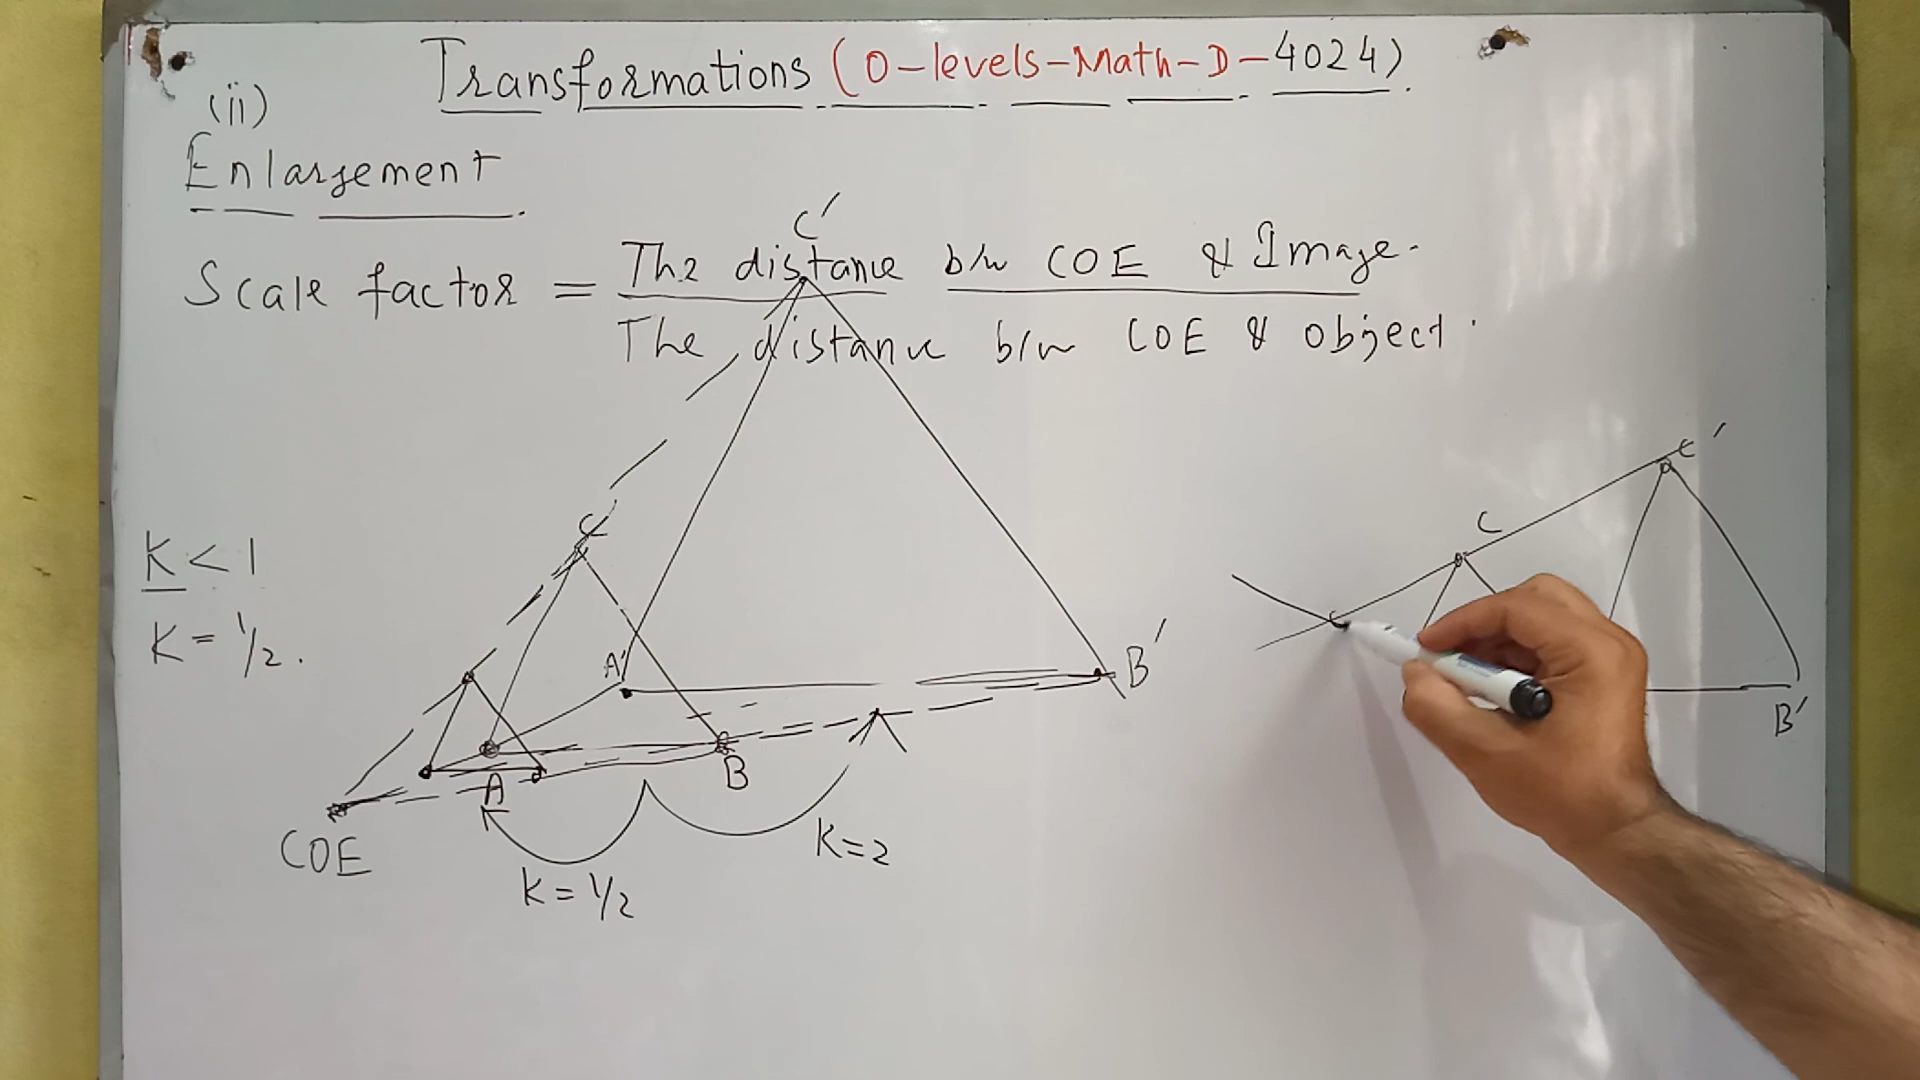 Transformations (O-levels-Math-D-4024).
(ii)
Enlargement
Scale factor = The distance b/w COE & Image.
The distance b/w COE & object.
C'
C'
C
C
K < 1
K = 1/2.
A'
B'
B'
A
B
COE
K = 2
K = 1/2